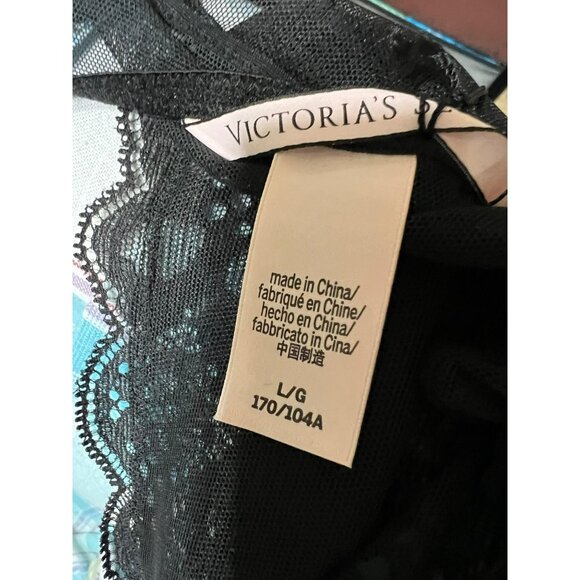 VICTORIA'S
made in China/
fabriqué en Chine/
hecho en China/
fabbricato in Cina/
中国制造
L/G
170/104A